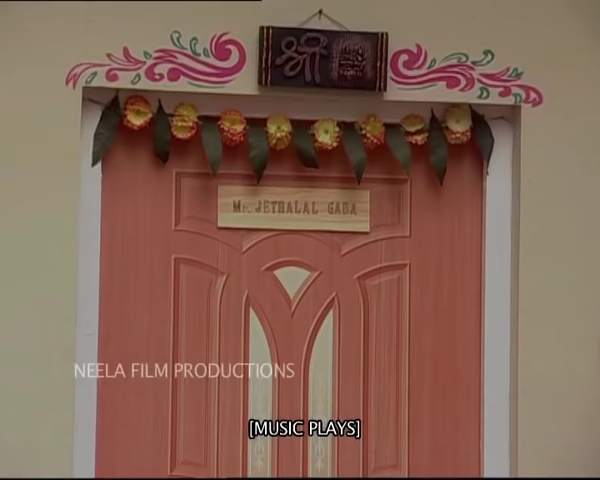 श्री
Mr. JETHALAL GADA
NEELA FILM PRODUCTIONS
[MUSIC PLAYS]